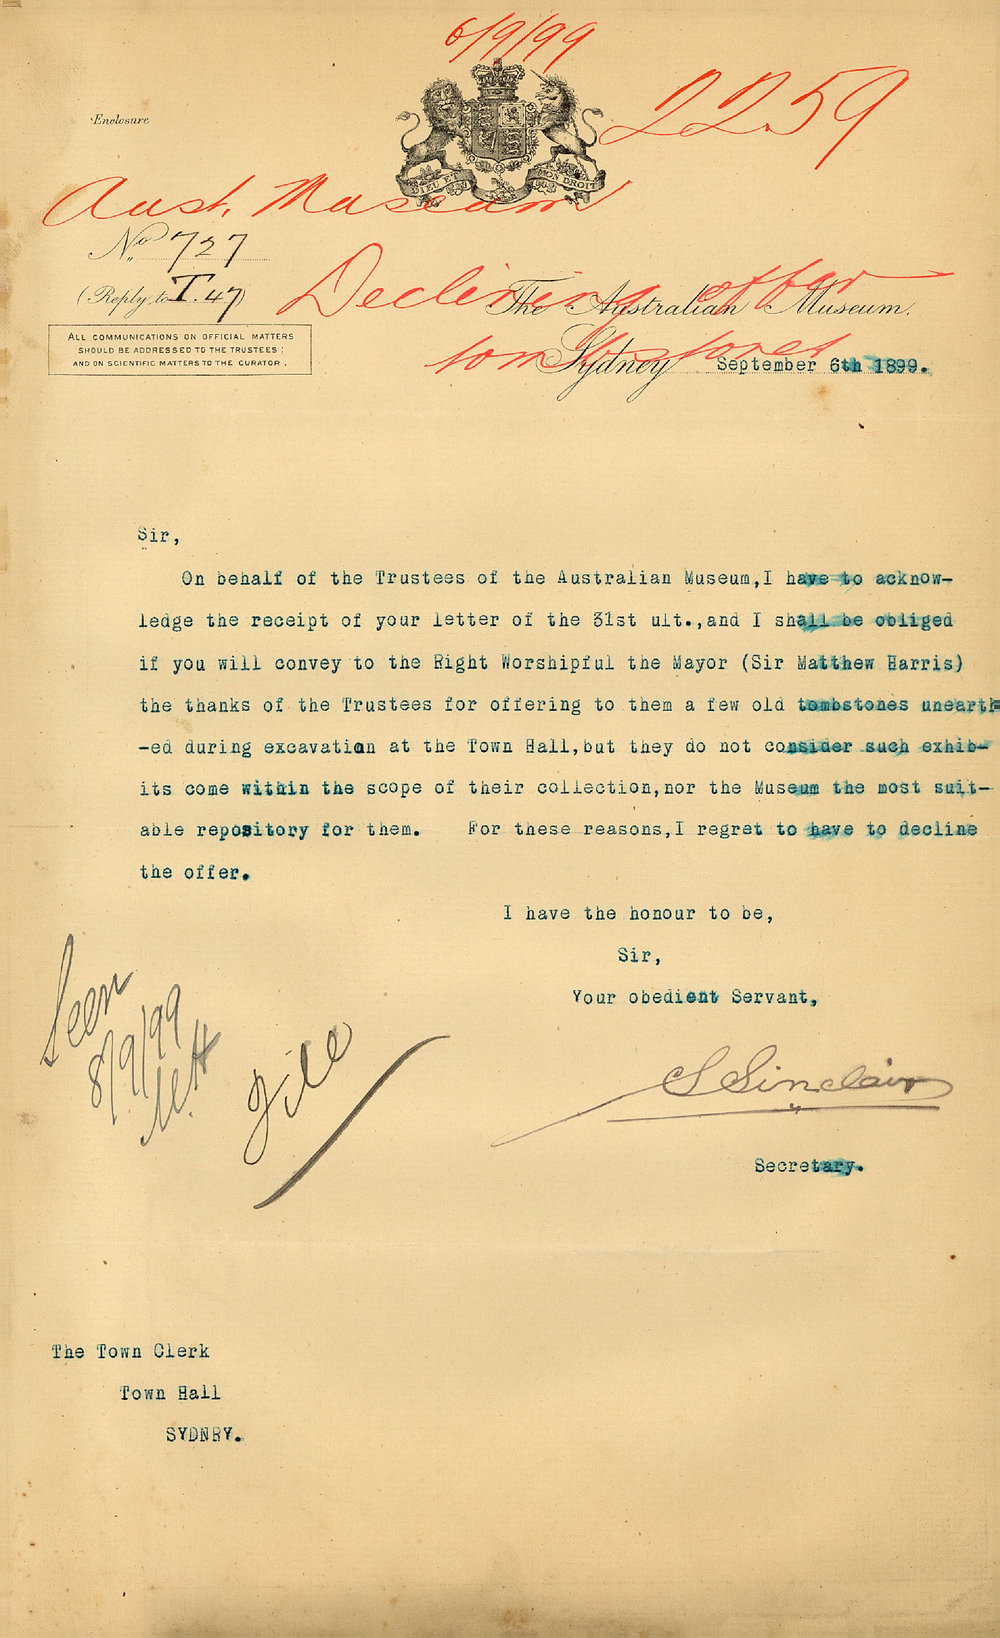 6/9/99
2259
Enclosure
DIEU ET MON DROIT
Aust. Museum
No. 727
(Reply to T.47)
Declining offer
tombstones
The Australian Museum.
Sydney September 6th 1899.
ALL COMMUNICATIONS ON OFFICIAL MATTERS
SHOULD BE ADDRESSED TO THE TRUSTEES;
AND ON SCIENTIFIC MATTERS TO THE CURATOR.
Sir,
On behalf of the Trustees of the Australian Museum,I have to acknow-
ledge the receipt of your letter of the 31st ult.,and I shall be obliged
if you will convey to the Right Worshipful the Mayor (Sir Matthew Harris)
the thanks of the Trustees for offering to them a few old tombstones unearth-
-ed during excavation at the Town Hall,but they do not consider such exhib-
its come within the scope of their collection,nor the Museum the most suit-
able repository for them. For these reasons,I regret to have to decline
the offer.
I have the honour to be,
Sir,
Your obedient Servant,
S Sinclair
Secretary.
Seen
8/9/99
MH
File
The Town Clerk
Town Hall
SYDNEY.